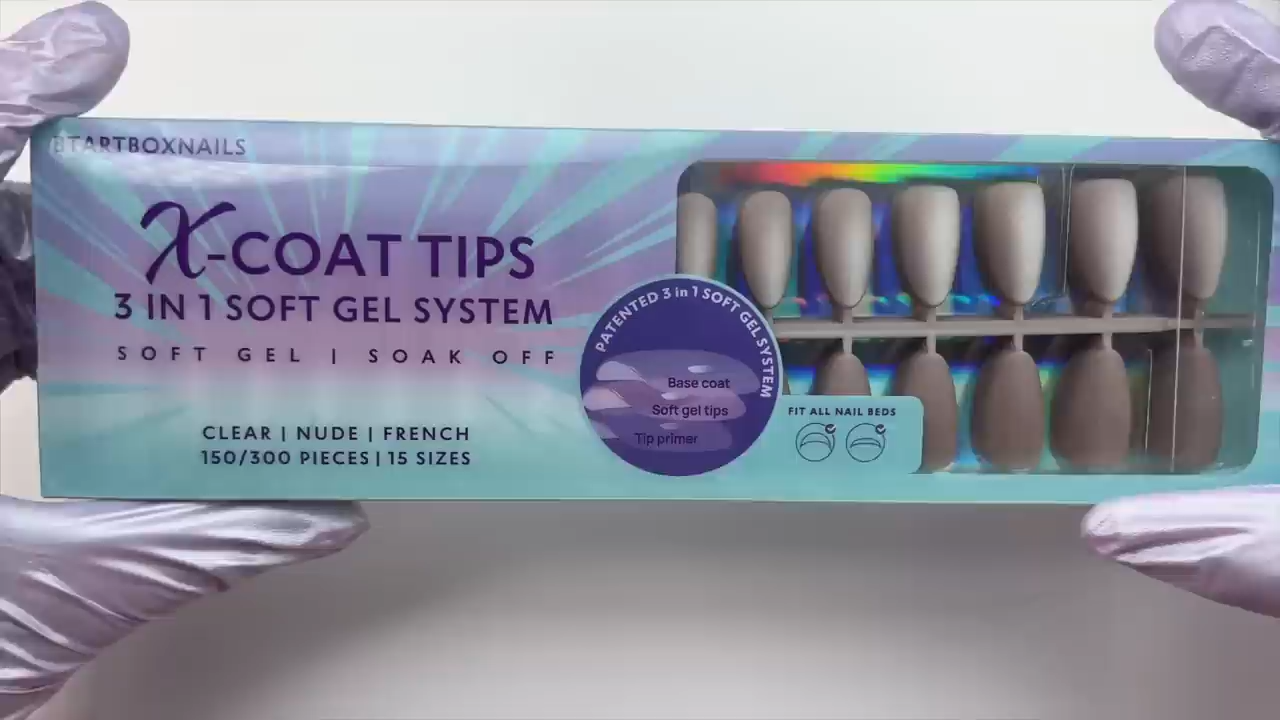 BTARTBOXNAILS
X-COAT TIPS
3 IN 1 SOFT GEL SYSTEM
SOFT GEL | SOAK OFF
CLEAR | NUDE | FRENCH
150/300 PIECES | 15 SIZES
PATENTED 3 in 1 SOFT GEL SYSTEM
Base coat
Soft gel tips
Tip primer
FIT ALL NAIL BEDS